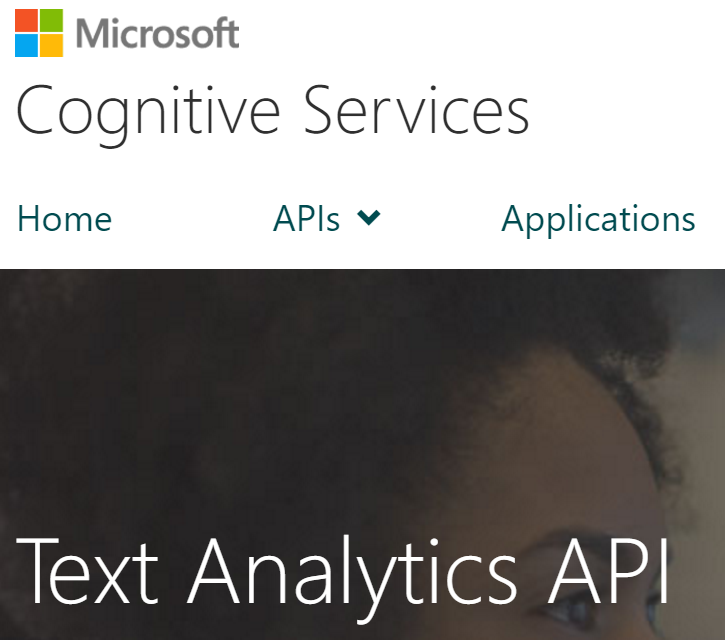 Microsoft
Cognitive Services
Home APIs Applications
Text Analytics API